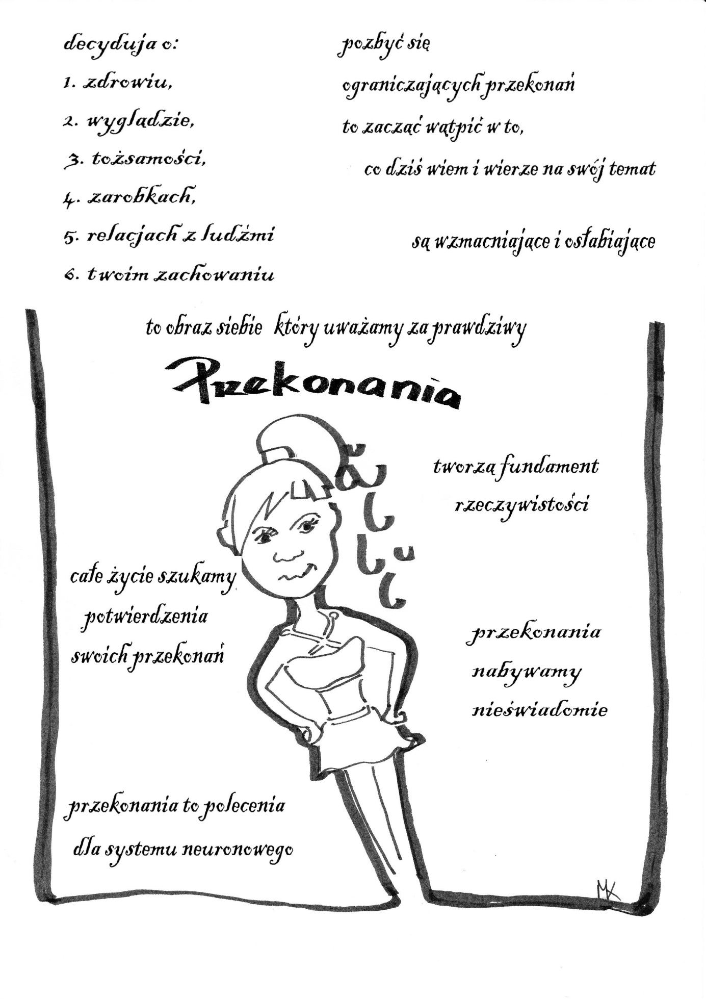 decyduja o:
1. zdrowiu,
2. wyglądzie,
3. tożsamości,
4. zarobkach,
5. relacjach z ludźmi
6. twoim zachowaniu
pozbyć się
ograniczających przekonań
to zacząć wątpić w to,
co dziś wiem i wierze na swój temat
są wzmacniające i osłabiające
to obraz siebie który uważamy za prawdziwy
Przekonania
tworzą fundament
rzeczywistości
całe życie szukamy
potwierdzenia
swoich przekonań
przekonania
nabywamy
nieświadomie
przekonania to polecenia
dla systemu neuronowego
MK